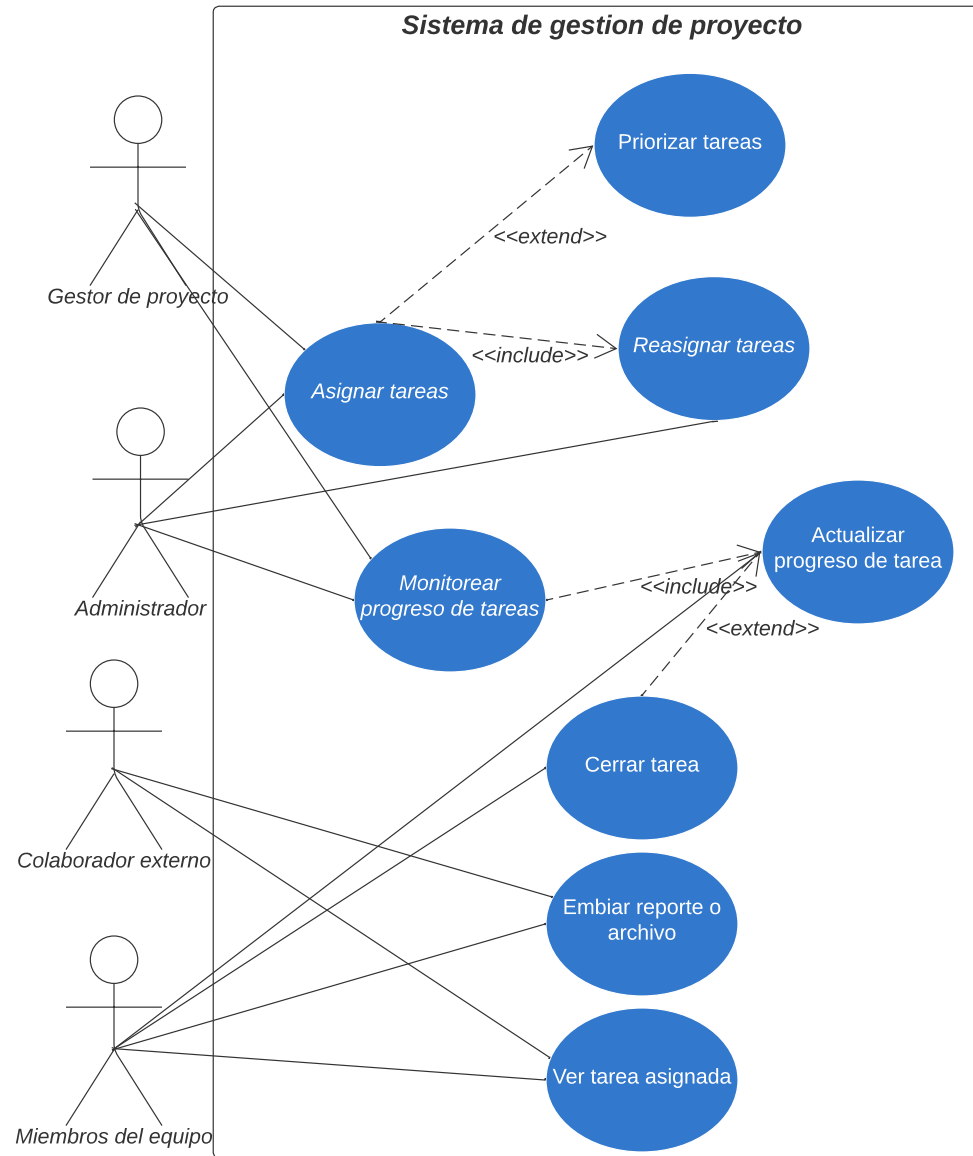 Sistema de gestion de proyecto
Priorizar tareas
<<extend>>
Gestor de proyecto
Reasignar tareas
<<include>>
Asignar tareas
Actualizar
progreso de tarea
Monitorear
progreso de tareas
<<include>>
Administrador
<<extend>>
Cerrar tarea
Colaborador externo
Embiar reporte o
archivo
Ver tarea asignada
Miembros del equipo